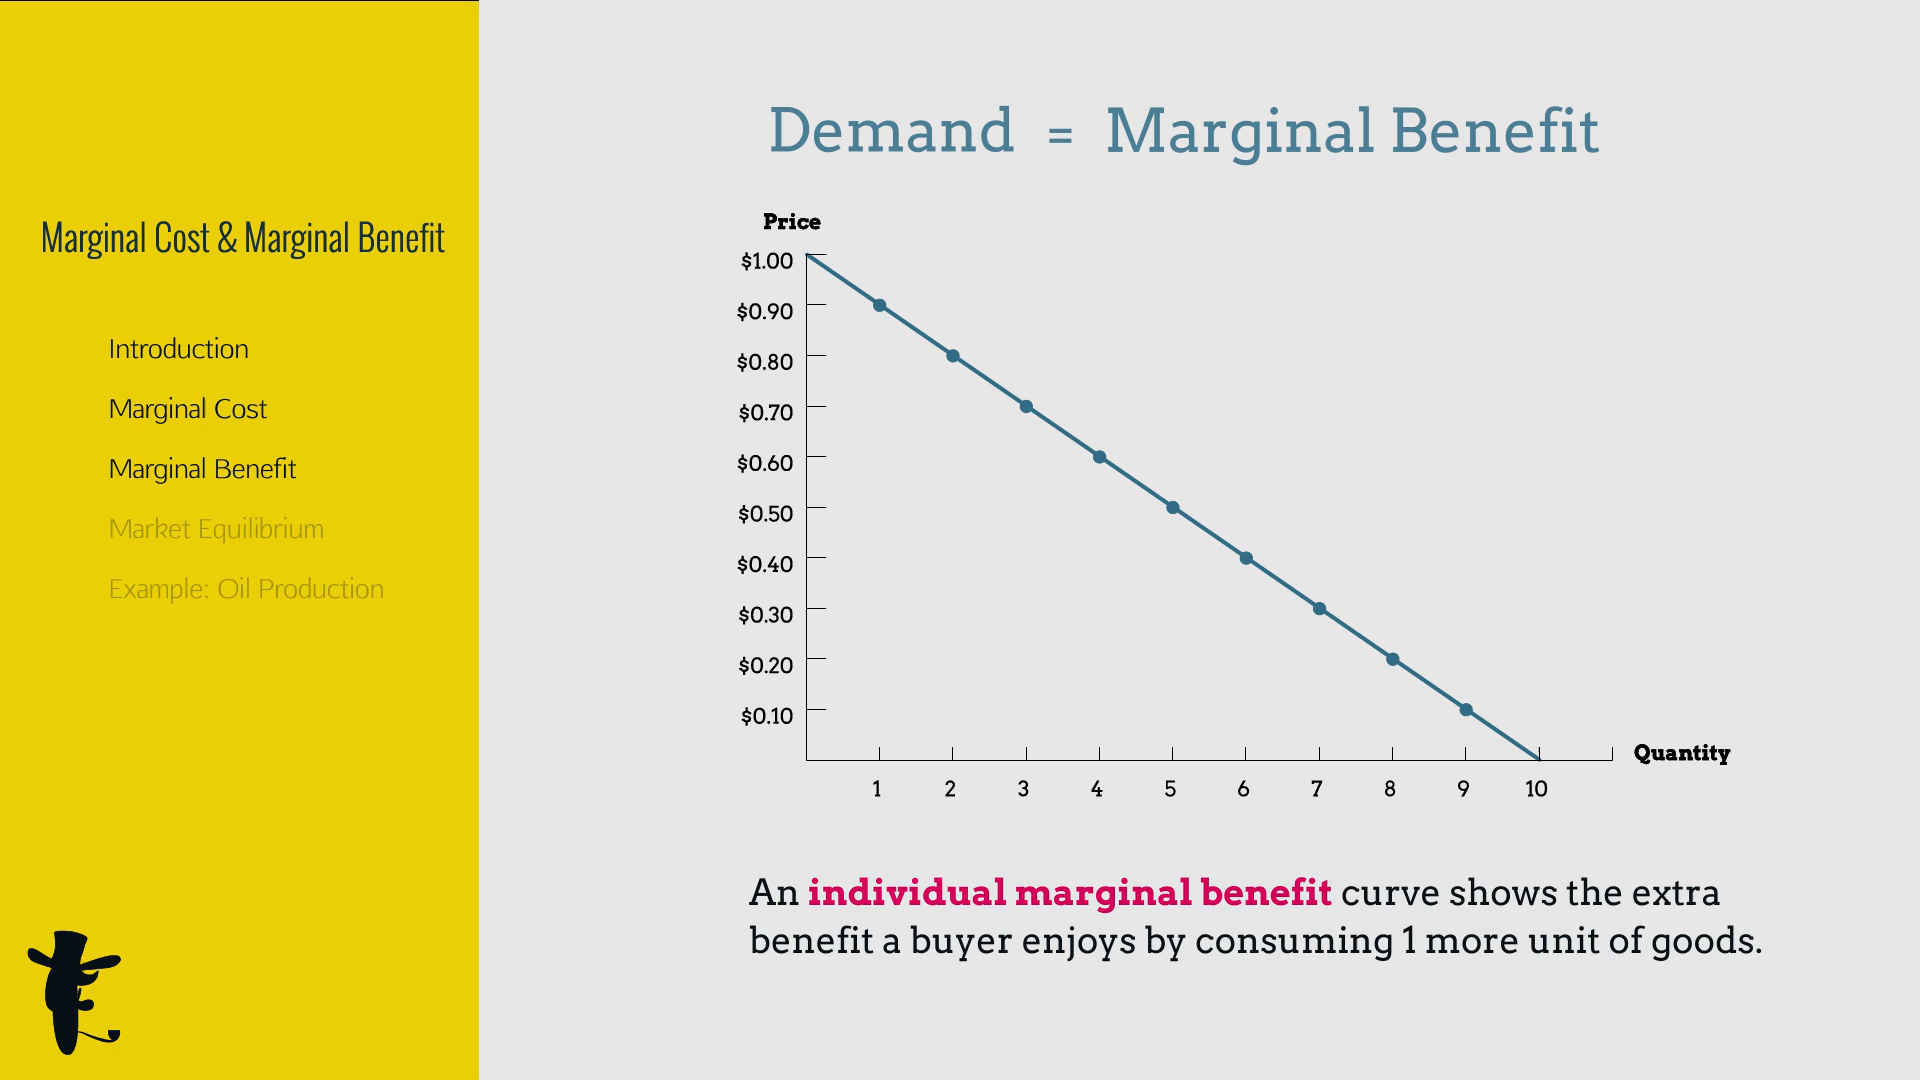 Marginal Cost & Marginal Benefit
Introduction
Marginal Cost
Marginal Benefit
Market Equilibrium
Example: Oil Production
Demand = Marginal Benefit
Price
$1.00
$0.90
$0.80
$0.70
$0.60
$0.50
$0.40
$0.30
$0.20
$0.10
Quantity
1 2 3 4 5 6 7 8 9 10
An individual marginal benefit curve shows the extra
benefit a buyer enjoys by consuming 1 more unit of goods.